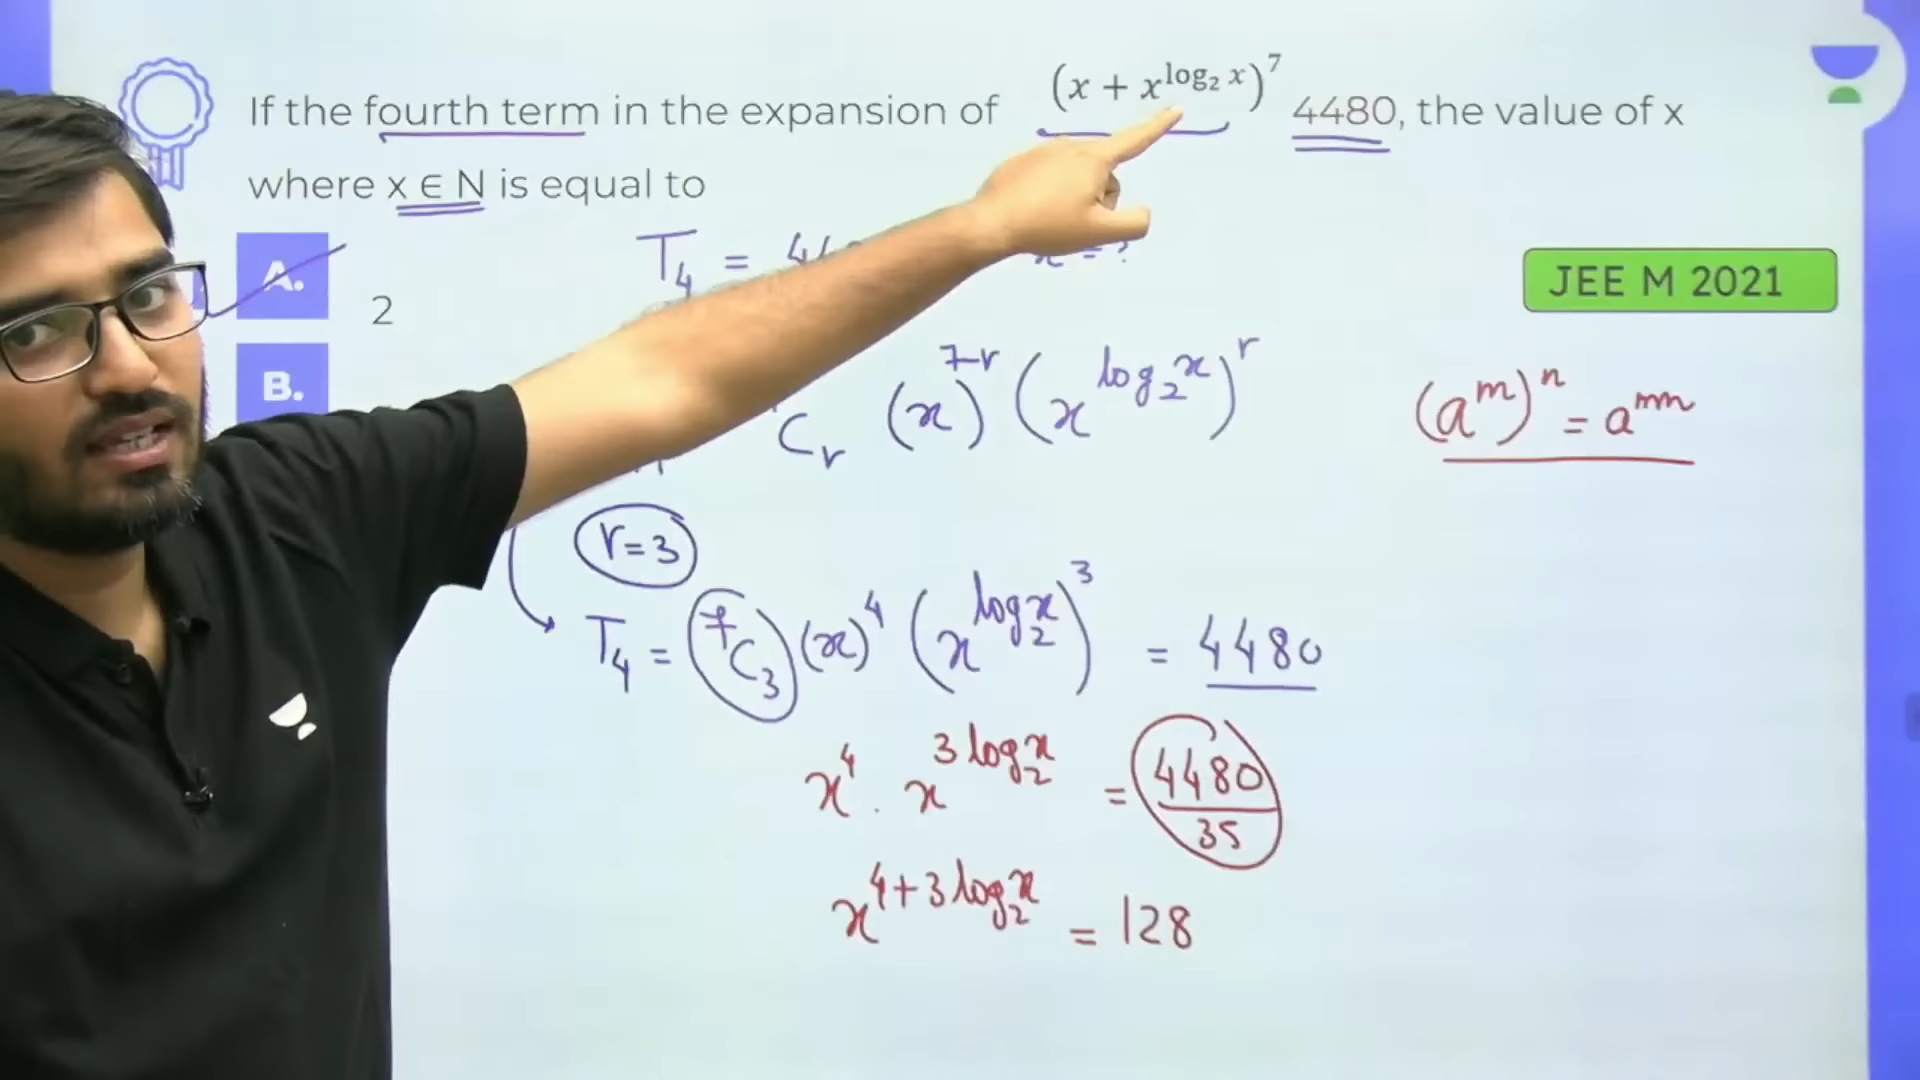 If the fourth term in the expansion of (x + x^{log₂ x})^7 4480, the value of x
where x ∈ N is equal to
A.
2
B.
T₄ =
= ?
JEE M 2021
C_r (x)^{7-r} (x^{log₂x})^r
(a^m)^n = a^{mn}
r = 3
T₄ = ⁷C₃ (x)^4 (x^{log₂x})^3 = 4480
x^4 . x^{3 log₂x} = 4480/35
x^{4+3 log₂x} = 128